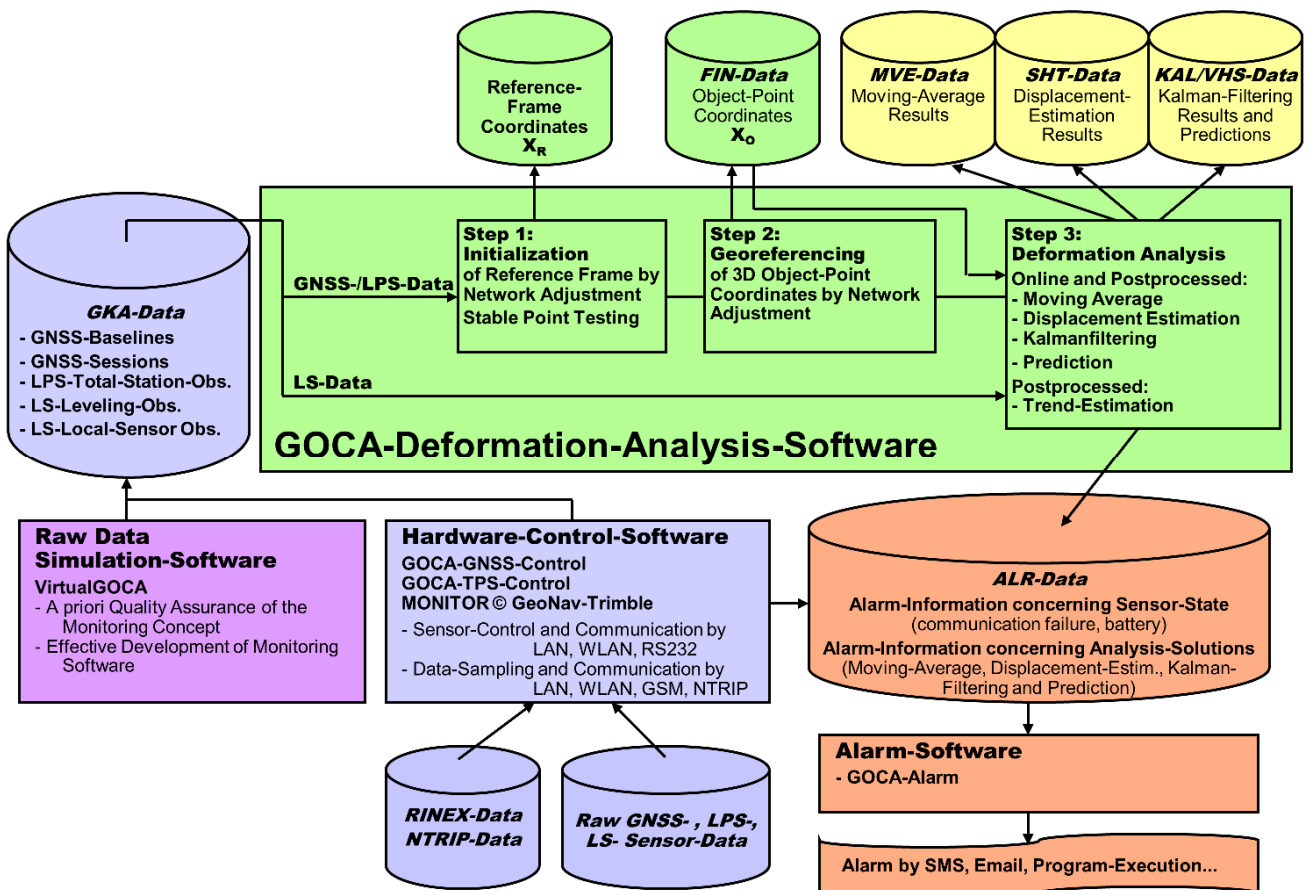 Reference-
Frame
Coordinates
X_R
FIN-Data
Object-Point
Coordinates
X_O
MVE-Data
Moving-Average
Results
SHT-Data
Displacement-
Estimation
Results
KAL/VHS-Data
Kalman-Filtering
Results and
Predictions
GKA-Data
- GNSS-Baselines
- GNSS-Sessions
- LPS-Total-Station-Obs.
- LS-Leveling-Obs.
- LS-Local-Sensor Obs.
GNSS-/LPS-Data
LS-Data
Step 1:
Initialization
of Reference Frame by
Network Adjustment
Stable Point Testing
Step 2:
Georeferencing
of 3D Object-Point
Coordinates by Network
Adjustment
Step 3:
Deformation Analysis
Online and Postprocessed:
- Moving Average
- Displacement Estimation
- Kalmanfiltering
- Prediction
Postprocessed:
- Trend-Estimation
GOCA-Deformation-Analysis-Software
Raw Data
Simulation-Software
VirtualGOCA
- A priori Quality Assurance of the
Monitoring Concept
- Effective Development of Monitoring
Software
Hardware-Control-Software
GOCA-GNSS-Control
GOCA-TPS-Control
MONITOR © GeoNav-Trimble
- Sensor-Control and Communication by
LAN, WLAN, RS232
- Data-Sampling and Communication by
LAN, WLAN, GSM, NTRIP
ALR-Data
Alarm-Information concerning Sensor-State
(communication failure, battery)
Alarm-Information concerning Analysis-Solutions
(Moving-Average, Displacement-Estim., Kalman-
Filtering and Prediction)
RINEX-Data
NTRIP-Data
Raw GNSS- , LPS-,
LS- Sensor-Data
Alarm-Software
- GOCA-Alarm
Alarm by SMS, Email, Program-Execution...